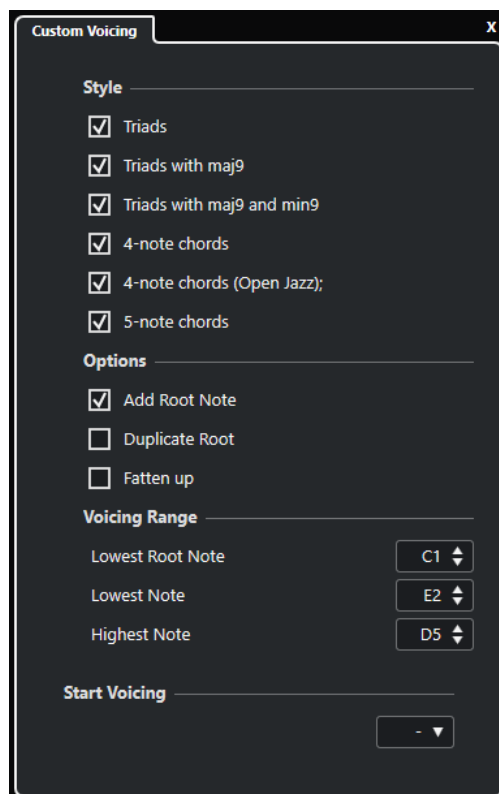 Custom Voicing X
Style
Triads
Triads with maj9
Triads with maj9 and min9
4-note chords
4-note chords (Open Jazz);
5-note chords
Options
Add Root Note
Duplicate Root
Fatten up
Voicing Range
Lowest Root Note C1
Lowest Note E2
Highest Note D5
Start Voicing
-